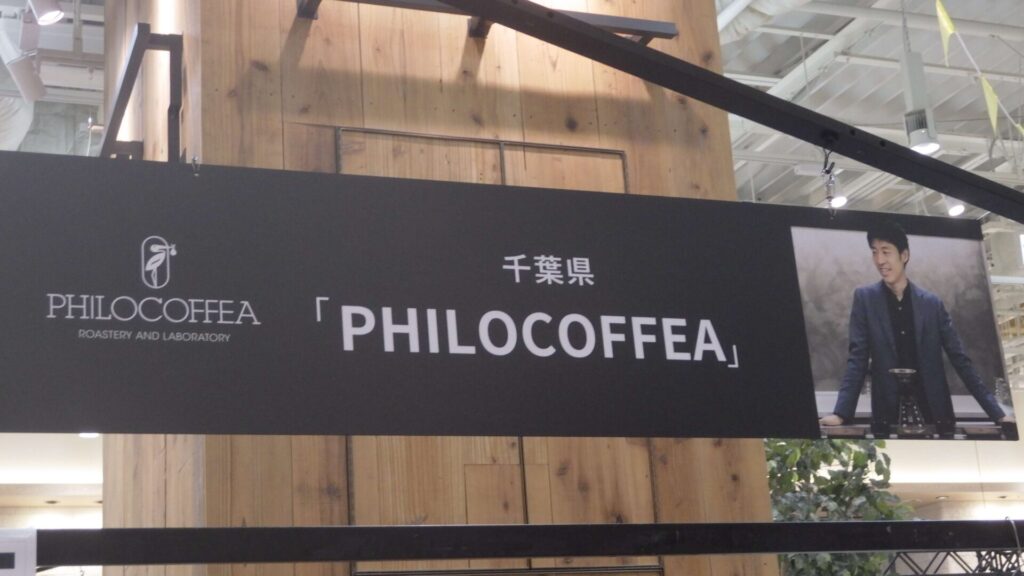 PHILOCOFFEA
ROASTERY AND LABORATORY
千葉県
「PHILOCOFFEA」